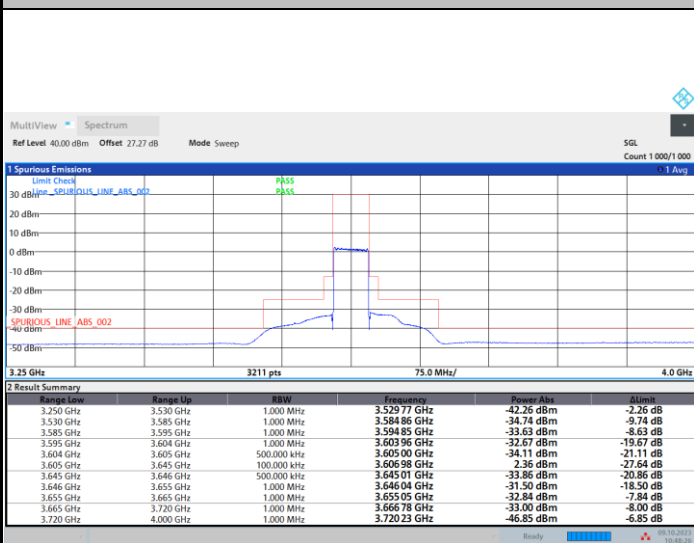 MultiView Spectrum
Ref Level 40.00 dBm Offset 27.27 dB Mode Sweep SGL
Count 1 000/1 000
1 Spurious Emissions 1 Avg
Limit Check PASS
Line _SPURIOUS_LINE_ABS_002 PASS
30 dBm
20 dBm
10 dBm
0 dBm
-10 dBm
-20 dBm
-30 dBm
_SPURIOUS_LINE_ABS_002
-40 dBm
-50 dBm
3.25 GHz 3211 pts 75.0 MHz/ 4.0 GHz
2 Result Summary
Range Low Range Up RBW Frequency Power Abs ΔLimit
3.250 GHz 3.530 GHz 1.000 MHz 3.529 77 GHz -42.26 dBm -2.26 dB
3.530 GHz 3.585 GHz 1.000 MHz 3.584 86 GHz -34.74 dBm -9.74 dB
3.585 GHz 3.595 GHz 1.000 MHz 3.594 85 GHz -33.63 dBm -8.63 dB
3.595 GHz 3.604 GHz 1.000 MHz 3.603 96 GHz -32.67 dBm -19.67 dB
3.604 GHz 3.605 GHz 500.000 kHz 3.605 00 GHz -34.11 dBm -21.11 dB
3.605 GHz 3.645 GHz 100.000 kHz 3.606 98 GHz 2.36 dBm -27.64 dB
3.645 GHz 3.646 GHz 500.000 kHz 3.645 01 GHz -33.86 dBm -20.86 dB
3.646 GHz 3.655 GHz 1.000 MHz 3.646 04 GHz -31.50 dBm -18.50 dB
3.655 GHz 3.665 GHz 1.000 MHz 3.655 05 GHz -32.84 dBm -7.84 dB
3.665 GHz 3.720 GHz 1.000 MHz 3.666 78 GHz -33.00 dBm -8.00 dB
3.720 GHz 4.000 GHz 1.000 MHz 3.720 23 GHz -46.85 dBm -6.85 dB
Ready 09.10.2023
10:48:26